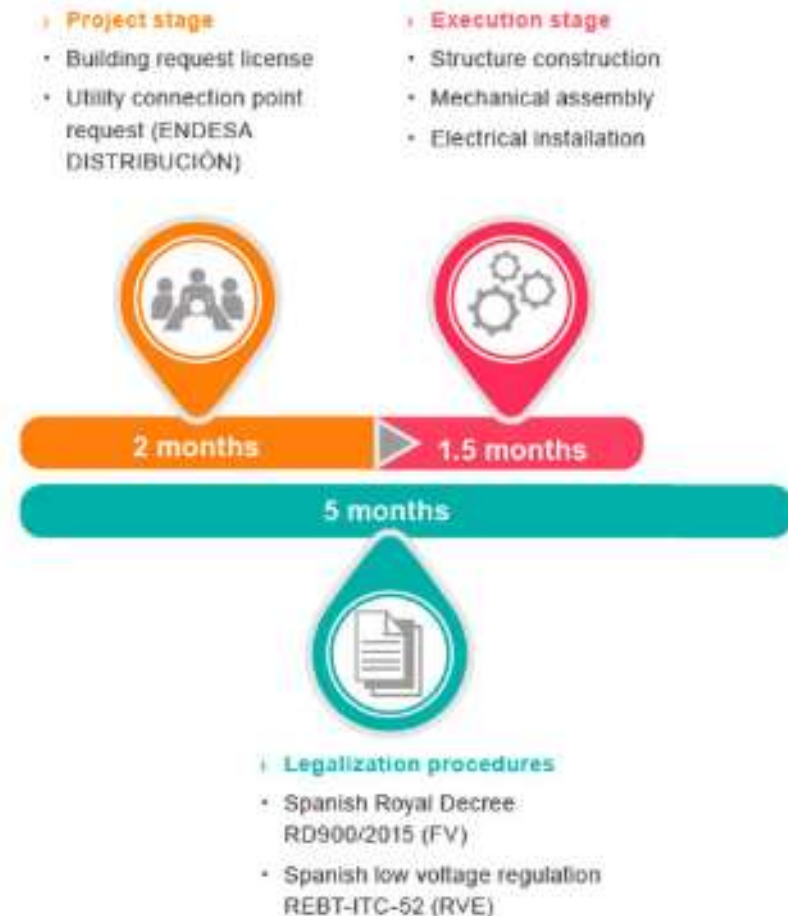 › Project stage
• Building request license
• Utility connection point
request (ENDESA
DISTRIBUCIÓN)
› Execution stage
• Structure construction
• Mechanical assembly
• Electrical installation
2 months
1.5 months
5 months
› Legalization procedures
• Spanish Royal Decree
RD900/2015 (FV)
• Spanish low voltage regulation
REBT-ITC-52 (RVE)